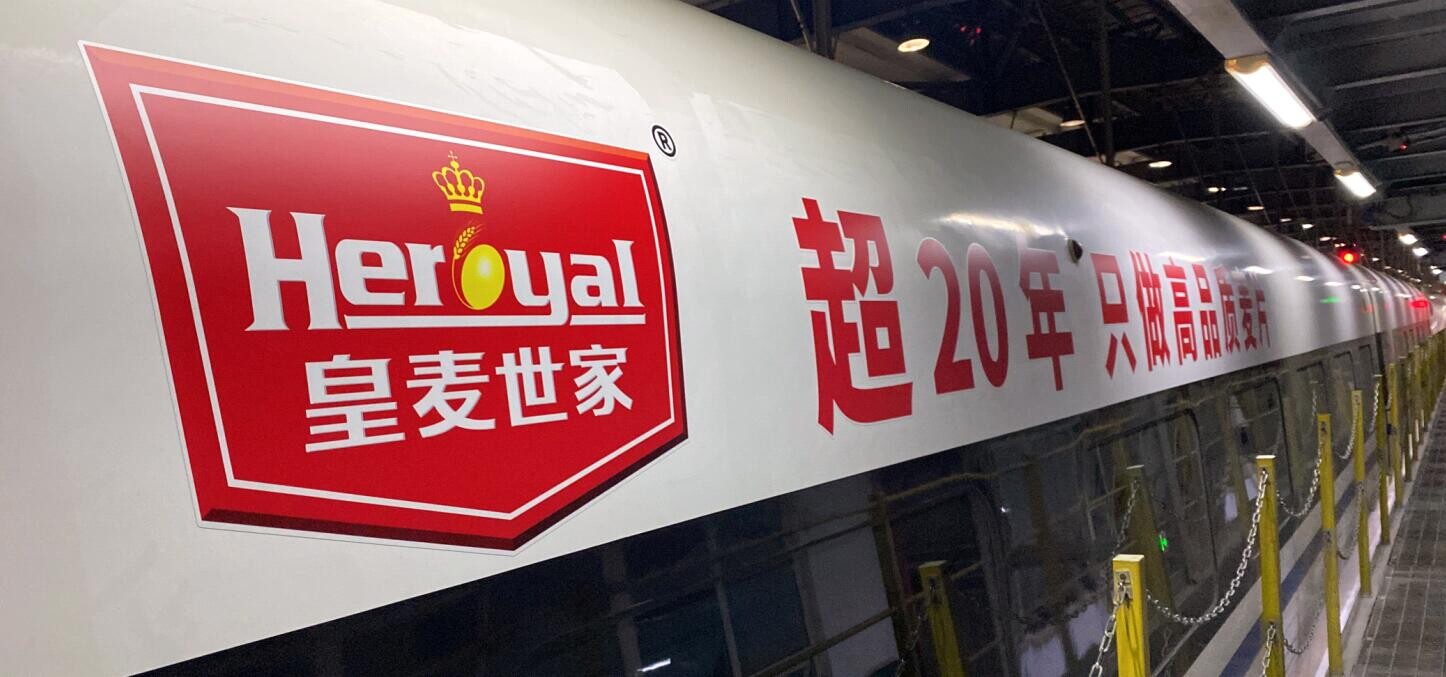 Heroyal
®
皇麦世家
超20年 只做高品质麦片